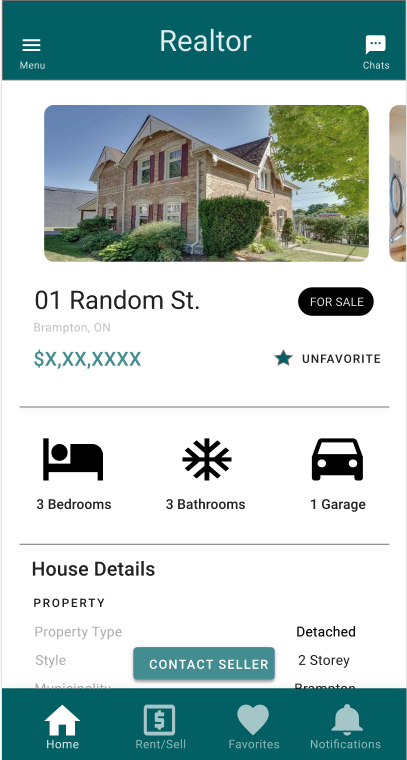 Realtor
Menu
Chats
01 Random St.
FOR SALE
Brampton, ON
$X,XX,XXXX
UNFAVORITE
3 Bedrooms
3 Bathrooms
1 Garage
House Details
PROPERTY
Property Type
Detached
Style
2 Storey
CONTACT SELLER
Municipality
Brampton
$
Home
Rent/Sell
Favorites
Notifications